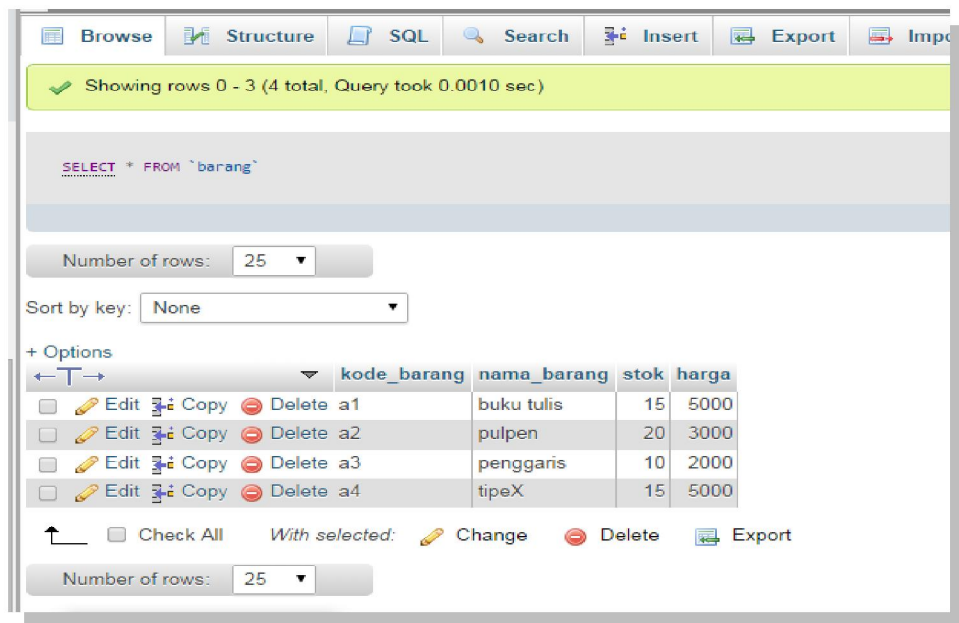 Browse Structure SQL Search Insert Export Impo
Showing rows 0 - 3 (4 total, Query took 0.0010 sec)
SELECT * FROM `barang`
Number of rows: 25
Sort by key: None
+ Options
kode_barang nama_barang stok harga
Edit Copy Delete a1 buku tulis 15 5000
Edit Copy Delete a2 pulpen 20 3000
Edit Copy Delete a3 penggaris 10 2000
Edit Copy Delete a4 tipeX 15 5000
Check All With selected: Change Delete Export
Number of rows: 25